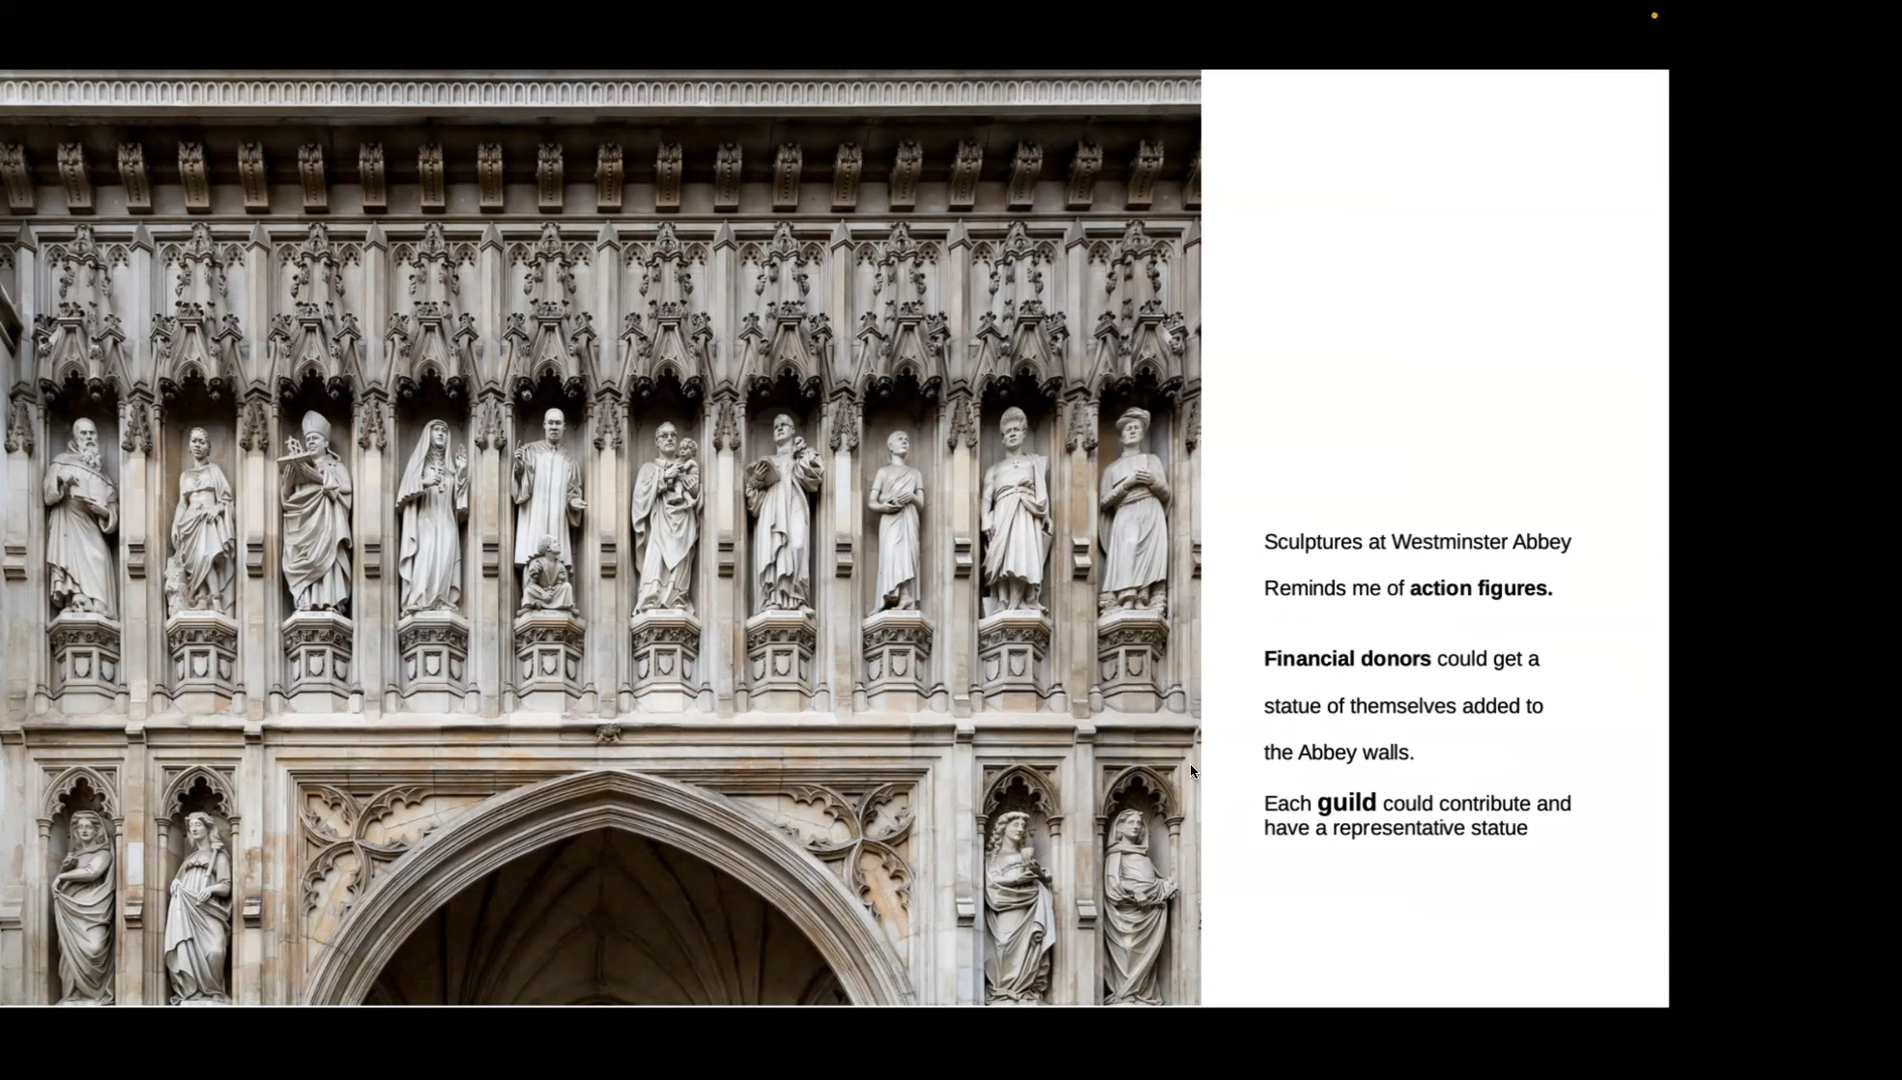 Sculptures at Westminster Abbey
Reminds me of action figures.
Financial donors could get a
statue of themselves added to
the Abbey walls.
Each guild could contribute and
have a representative statue